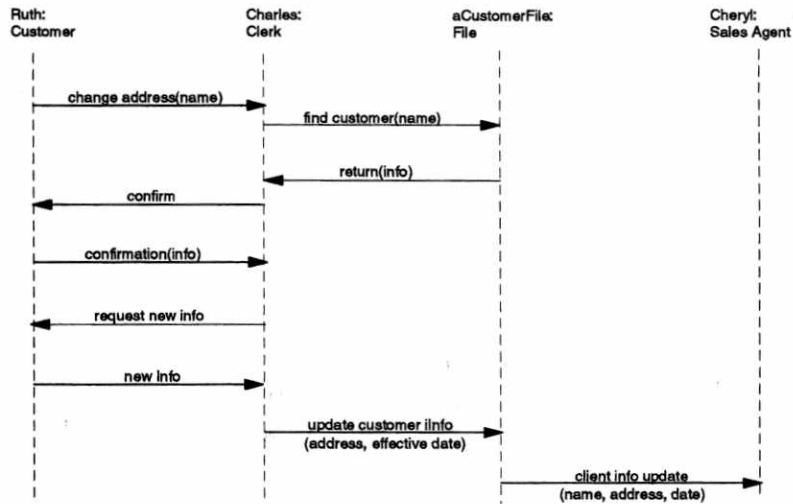 Ruth:
Customer
Charles:
Clerk
aCustomerFile:
File
Cheryl:
Sales Agent
change address(name)
find customer(name)
return(info)
confirm
confirmation(info)
request new info
new info
update customer iInfo
(address, effective date)
client info update
(name, address, date)